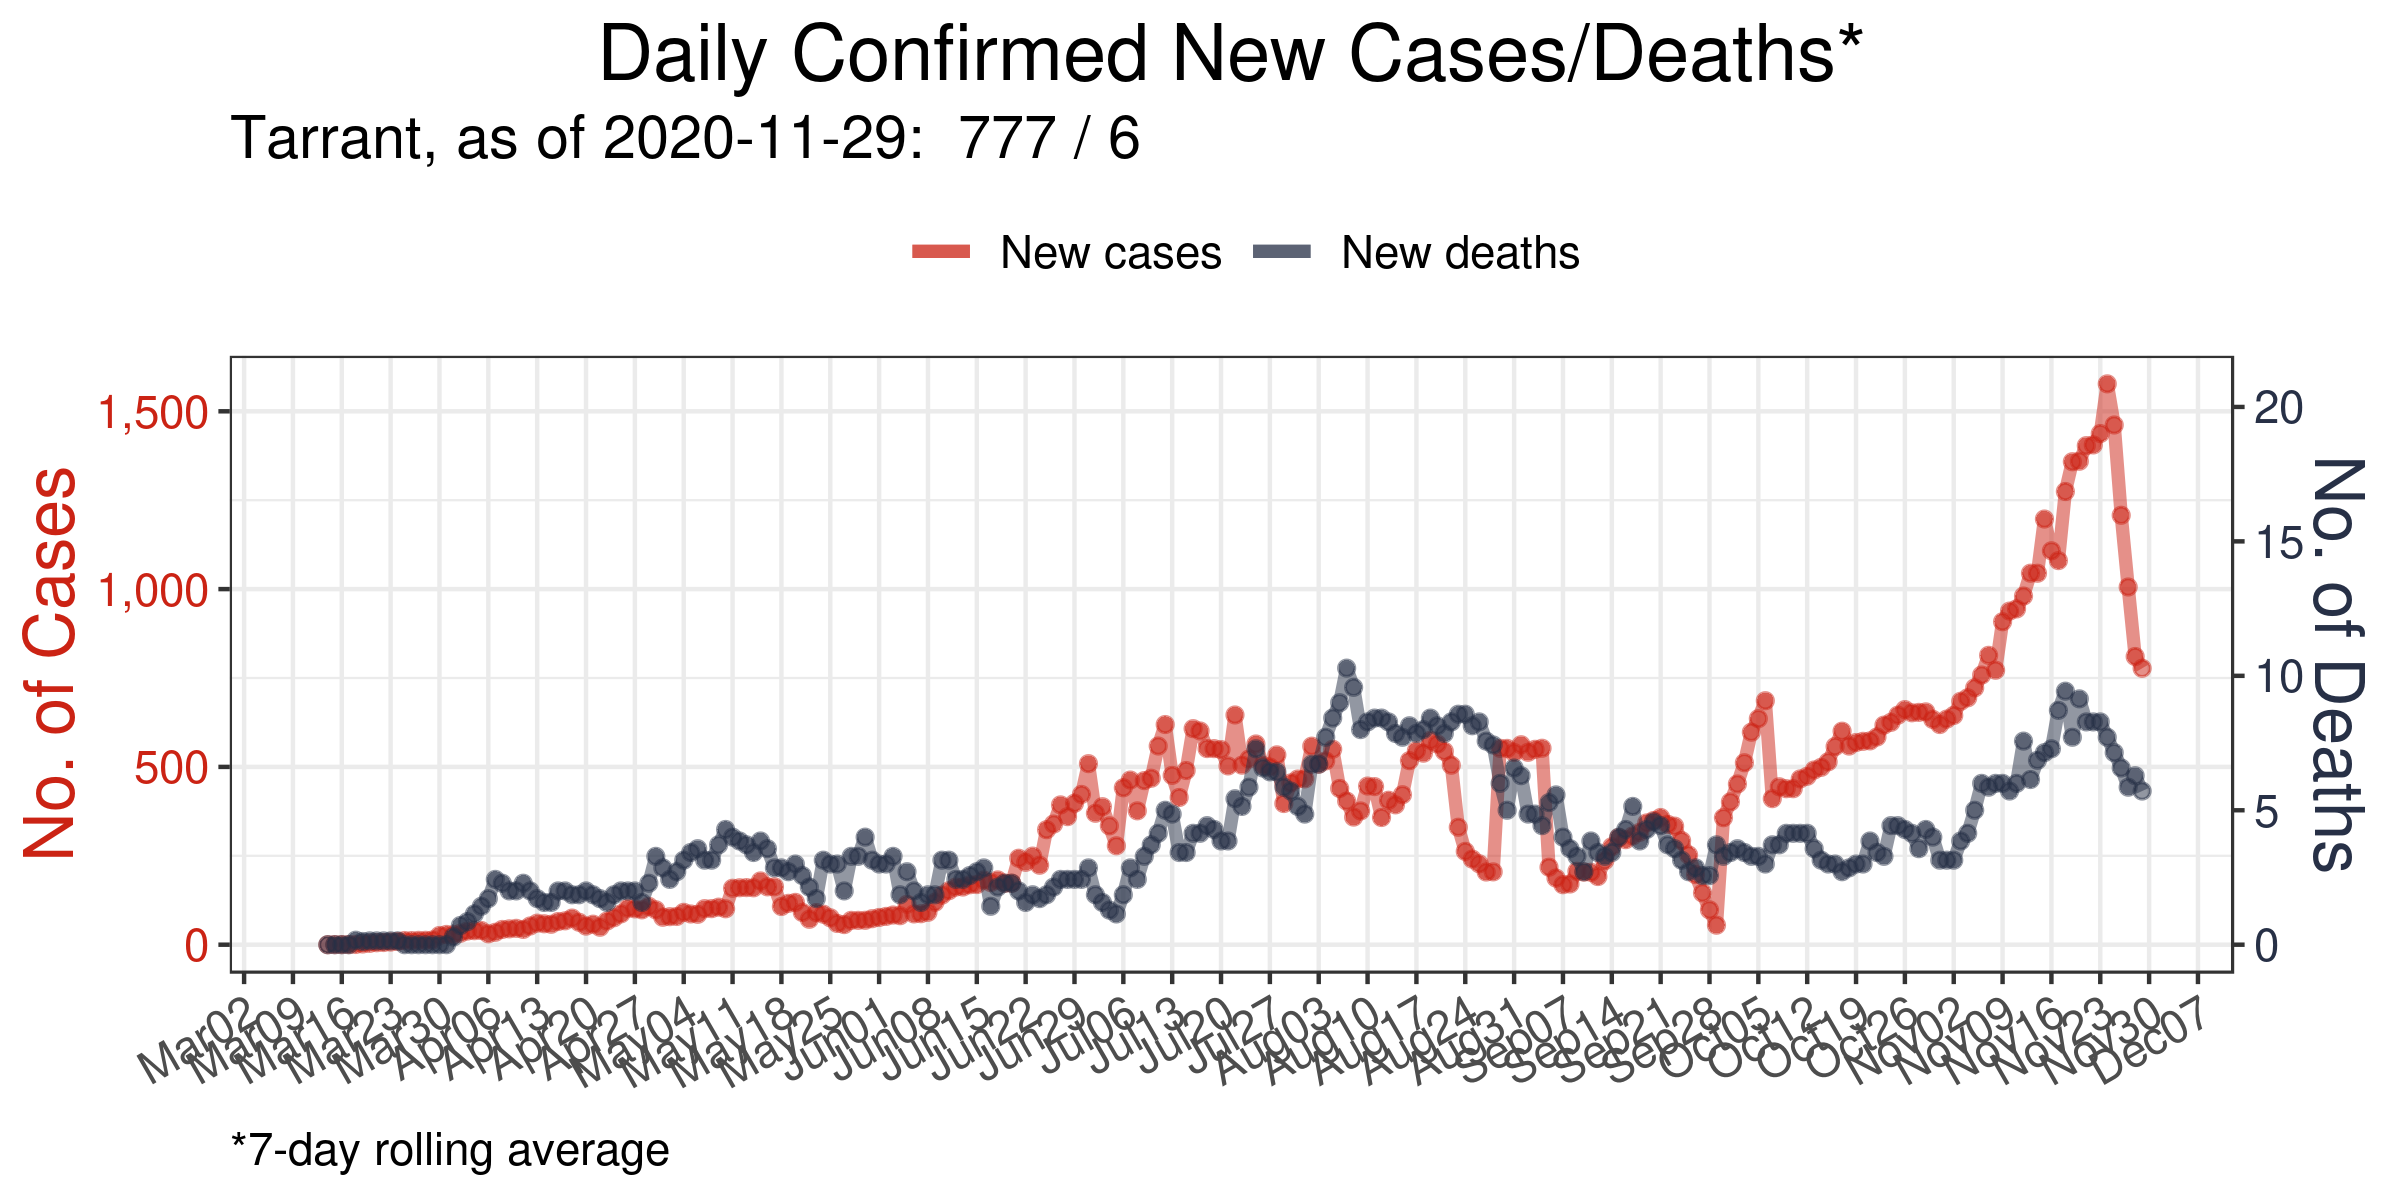 Daily Confirmed New Cases/Deaths*
Tarrant, as of 2020-11-29:  777 / 6
New cases
New deaths
No. of Cases
1,500
1,000
500
0
20
15
10
5
0
No. of Deaths
Mar02
Mar09
Mar16
Mar23
Mar30
Apr06
Apr13
Apr20
Apr27
May04
May11
May18
May25
Jun01
Jun08
Jun15
Jun22
Jun29
Jul06
Jul13
Jul20
Jul27
Aug03
Aug10
Aug17
Aug24
Aug31
Sep07
Sep14
Sep21
Sep28
Oct05
Oct12
Oct19
Oct26
Nov02
Nov09
Nov16
Nov23
Nov30
Dec07
*7-day rolling average